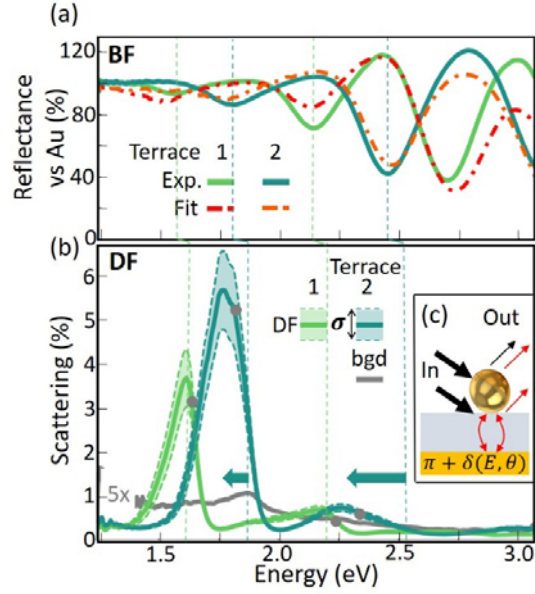 (a)
120
BF
80
40
0
Reflectance
vs Au (%)
Terrace 1 2
Exp.
Fit
(b)
DF
6
5
4
3
2
1
0
Scattering (%)
Terrace
1 2
DF σ
bgd
5x
(c)
Out
In
π + δ(E, θ)
1.5 2.0 2.5 3.0
Energy (eV)